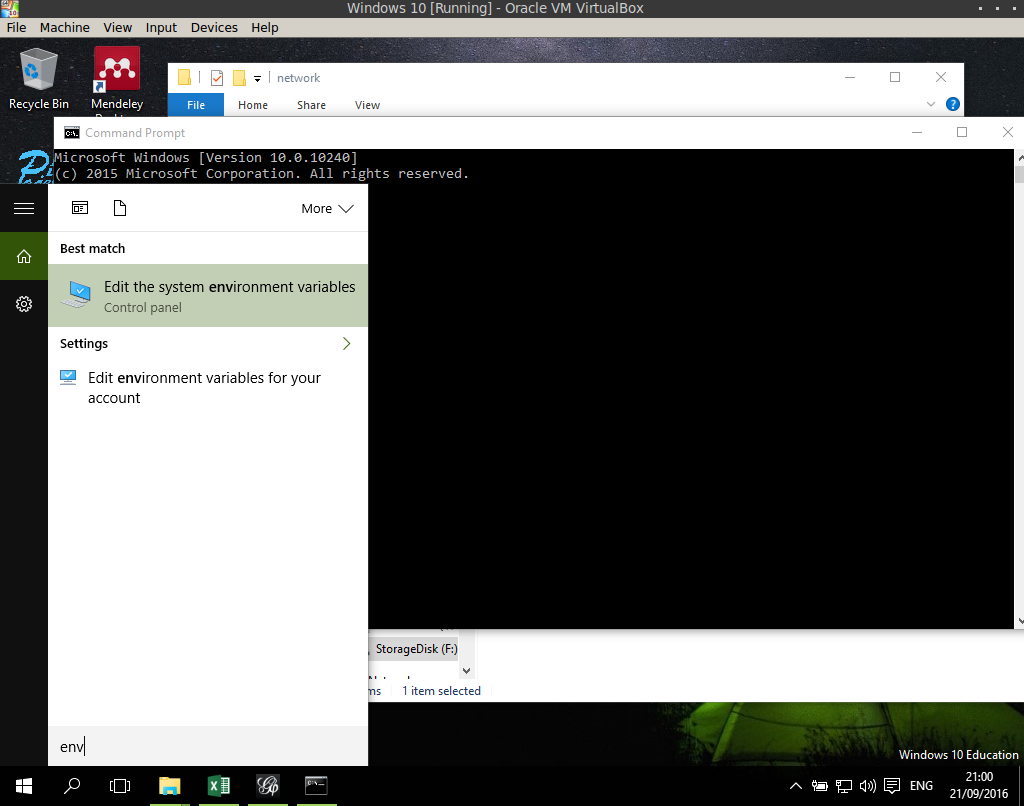 Windows 10 [Running] - Oracle VM VirtualBox
File Machine View Input Devices Help
Recycle Bin
Mendeley
network
File Home Share View
Command Prompt
Microsoft Windows [Version 10.0.10240]
(c) 2015 Microsoft Corporation. All rights reserved.
More
Best match
Edit the system environment variables
Control panel
Settings
Edit environment variables for your
account
StorageDisk (F:)
ms 1 item selected
env
Windows 10 Education
ENG
21:00
21/09/2016